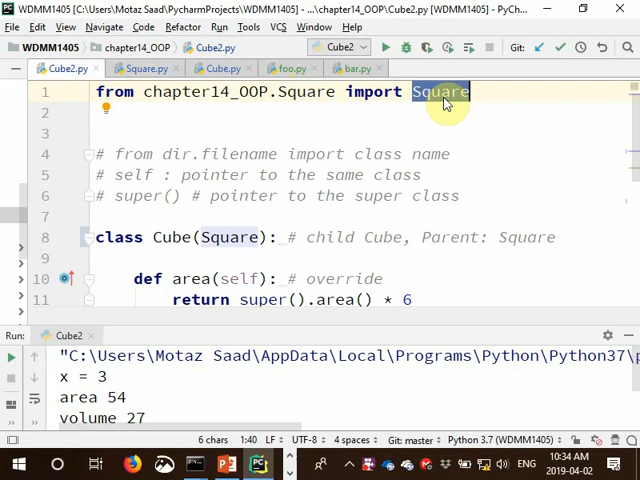 WDMM1405 [C:\Users\Motaz Saad\PycharmProjects\WDMM1405] - ...\chapter14_OOP\Cube2.py [WDMM1405] - PyCh...
File Edit View Navigate Code Refactor Run Tools Git VCS Window Help
WDMM1405 chapter14_OOP Cube2.py Cube2 Git:
Cube2.py Square.py Cube.py foo.py bar.py
1 from chapter14_OOP.Square import Square
2
3
4 # from dir.filename import class name
5 # self : pointer to the same class
6 # super() # pointer to the super class
7
8 class Cube(Square): # child Cube, Parent: Square
9
10 def area(self): # override
11 return super().area() * 6
Run: Cube2
"C:\Users\Motaz Saad\AppData\Local\Programs\Python\Python37\p
x = 3
area 54
volume 27
6 chars 1:40 LF UTF-8 4 spaces Git: master Python 3.7 (WDMM1405)
ENG 10:34 AM
2019-04-02